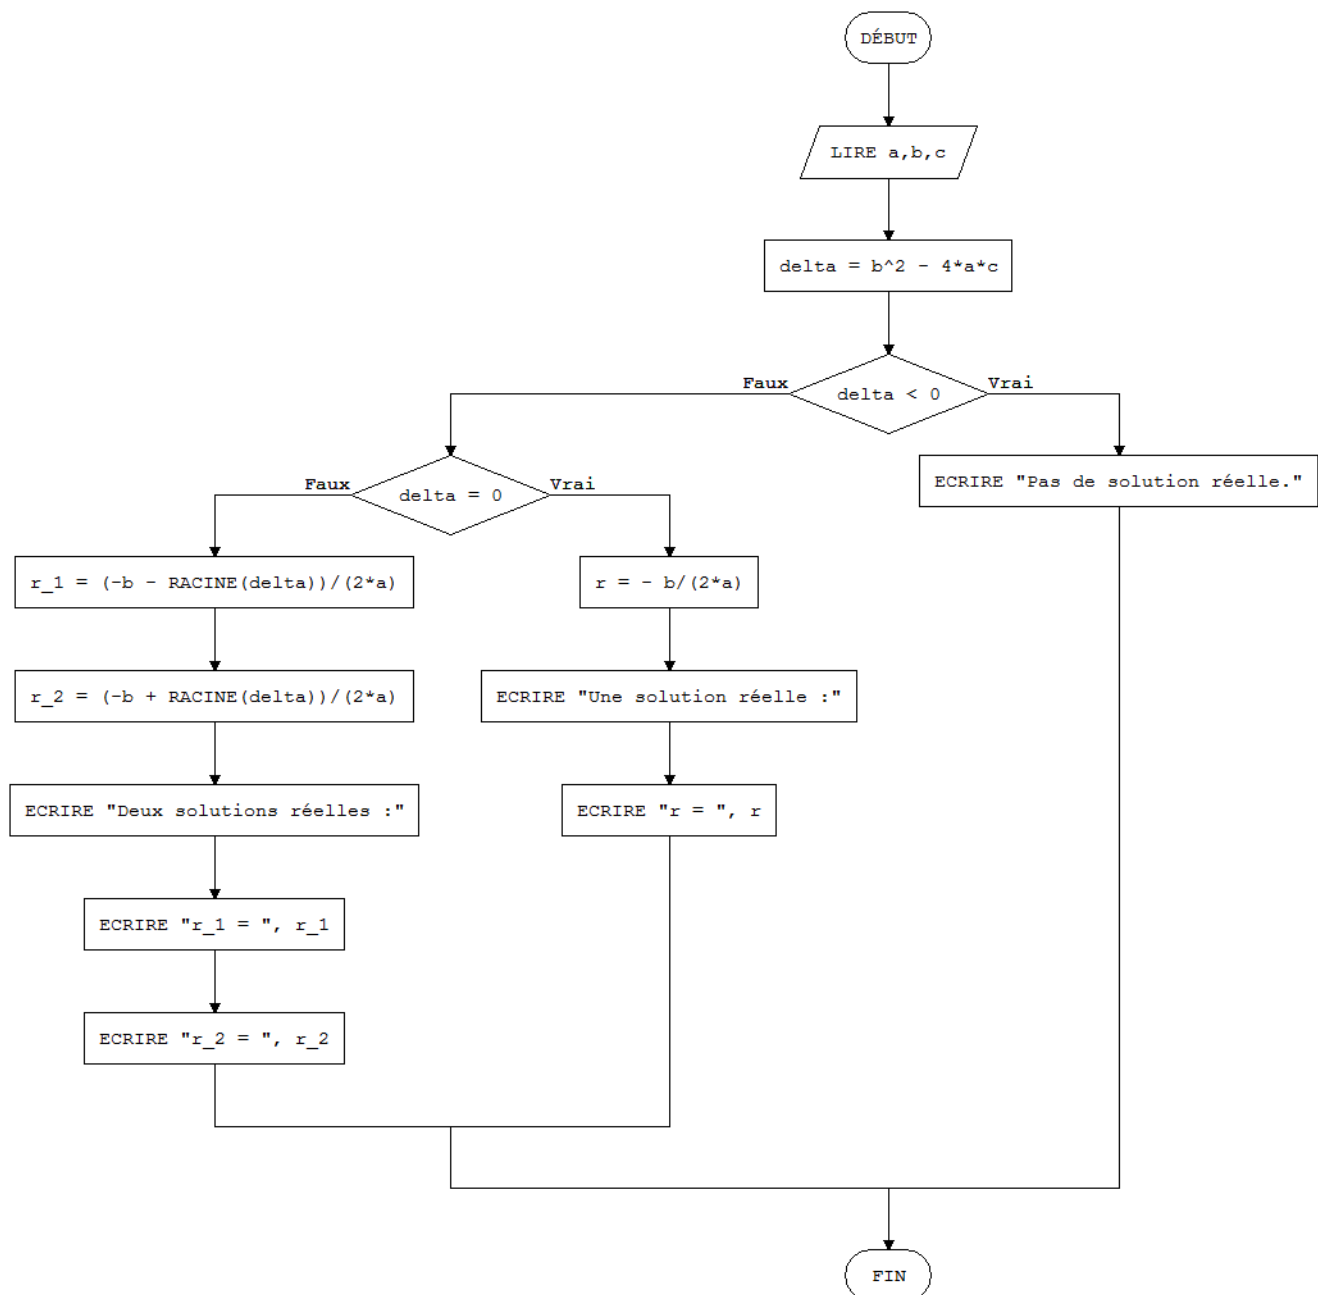 DÉBUT
LIRE a,b,c
delta = b^2 - 4*a*c
Faux
delta < 0
Vrai
ECRIRE "Pas de solution réelle."
Faux
delta = 0
Vrai
r_1 = (-b - RACINE(delta))/(2*a)
r_2 = (-b + RACINE(delta))/(2*a)
ECRIRE "Deux solutions réelles :"
ECRIRE "r_1 = ", r_1
ECRIRE "r_2 = ", r_2
r = - b/(2*a)
ECRIRE "Une solution réelle :"
ECRIRE "r = ", r
FIN